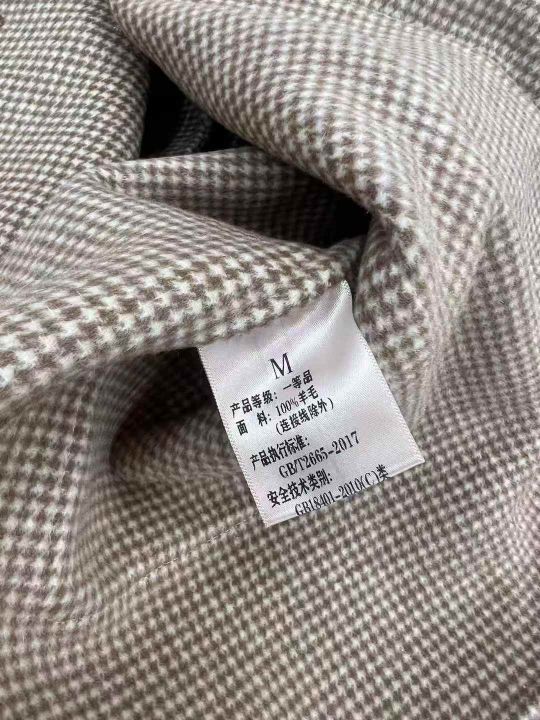 M
产品等级：一等品
面 料：100%羊毛
(连接线除外)
产品执行标准：
GB/T2665-2017
安全技术类别：
GB18401-2010(C)类